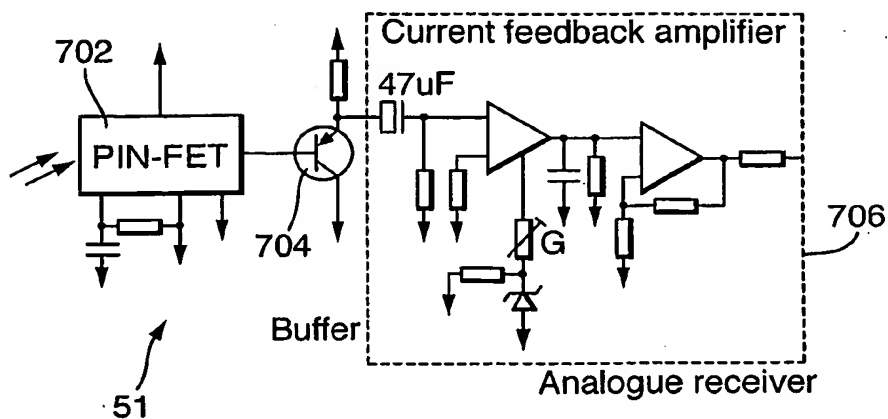 Current feedback amplifier
702
47uF
PIN-FET
704
G
706
Buffer
Analogue receiver
51